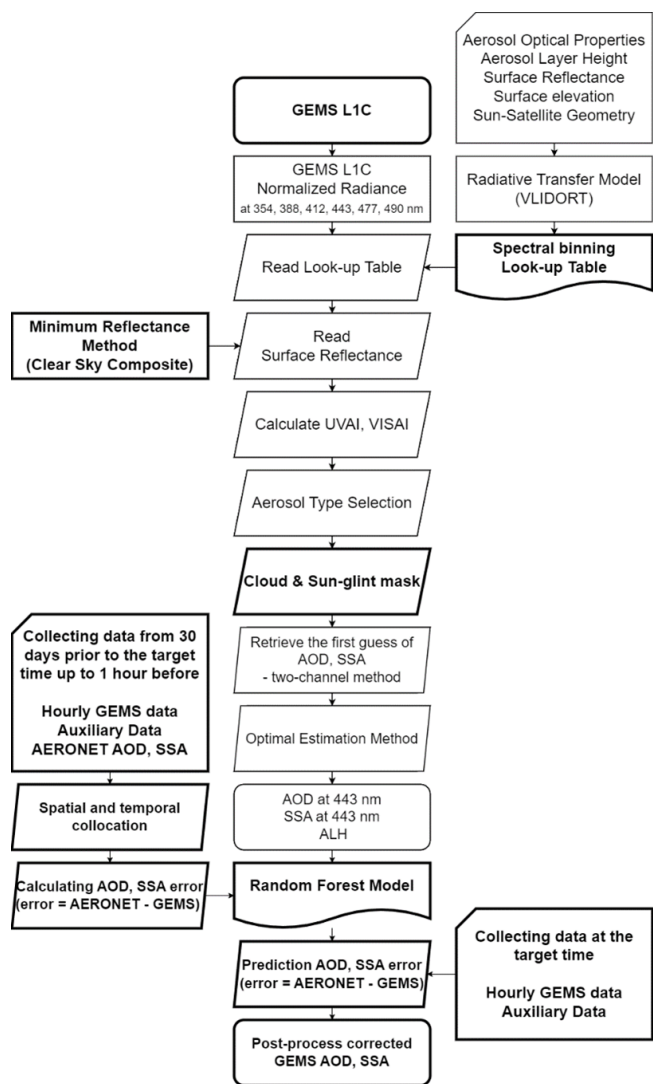 Aerosol Optical Properties
Aerosol Layer Height
Surface Reflectance
Surface elevation
Sun-Satellite Geometry
GEMS L1C
GEMS L1C
Normalized Radiance
at 354, 388, 412, 443, 477, 490 nm
Radiative Transfer Model
(VLIDORT)
Read Look-up Table
Spectral binning
Look-up Table
Minimum Reflectance
Method
(Clear Sky Composite)
Read
Surface Reflectance
Calculate UVAI, VISAI
Aerosol Type Selection
Cloud & Sun-glint mask
Collecting data from 30
days prior to the target
time up to 1 hour before
Hourly GEMS data
Auxiliary Data
AERONET AOD, SSA
Retrieve the first guess of
AOD, SSA
- two-channel method
Optimal Estimation Method
Spatial and temporal
collocation
AOD at 443 nm
SSA at 443 nm
ALH
Calculating AOD, SSA error
(error = AERONET - GEMS)
Random Forest Model
Prediction AOD, SSA error
(error = AERONET - GEMS)
Collecting data at the
target time
Hourly GEMS data
Auxiliary Data
Post-process corrected
GEMS AOD, SSA